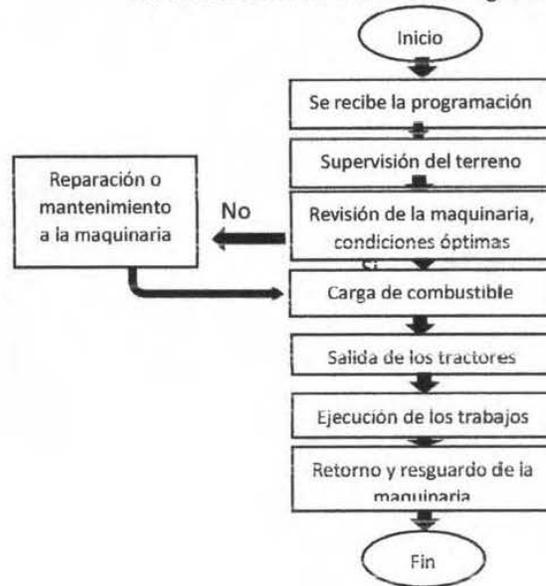 Inicio
Se recibe la programación
Supervisión del terreno
Revisión de la maquinaria,
condiciones óptimas
No
Reparación o
mantenimiento
a la maquinaria
Si
Carga de combustible
Salida de los tractores
Ejecución de los trabajos
Retorno y resguardo de la
maquinaria
Fin